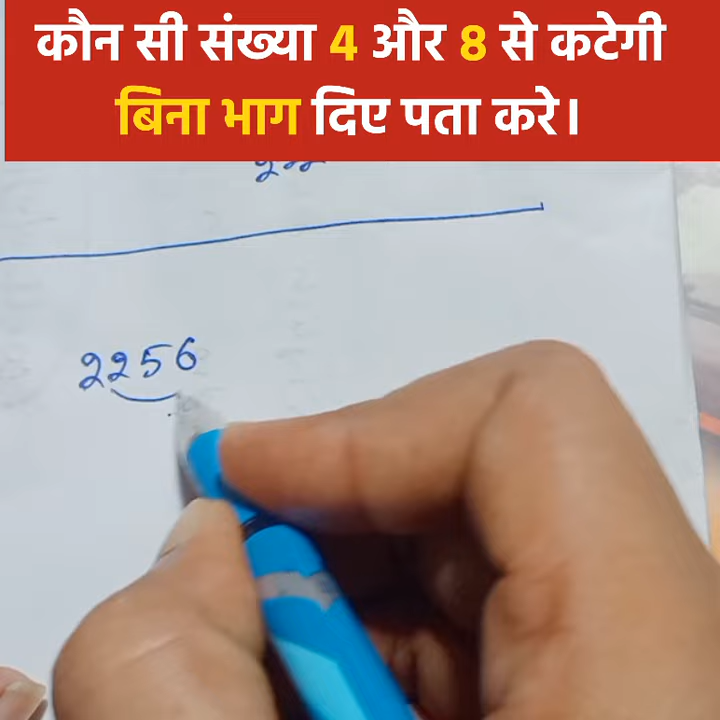 कौन सी संख्या 4 और 8 से कटेगी
बिना भाग दिए पता करे।
2256